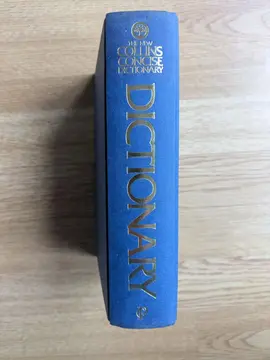 THE NEW
COLLINS
CONCISE
DICTIONARY
DICTIONARY